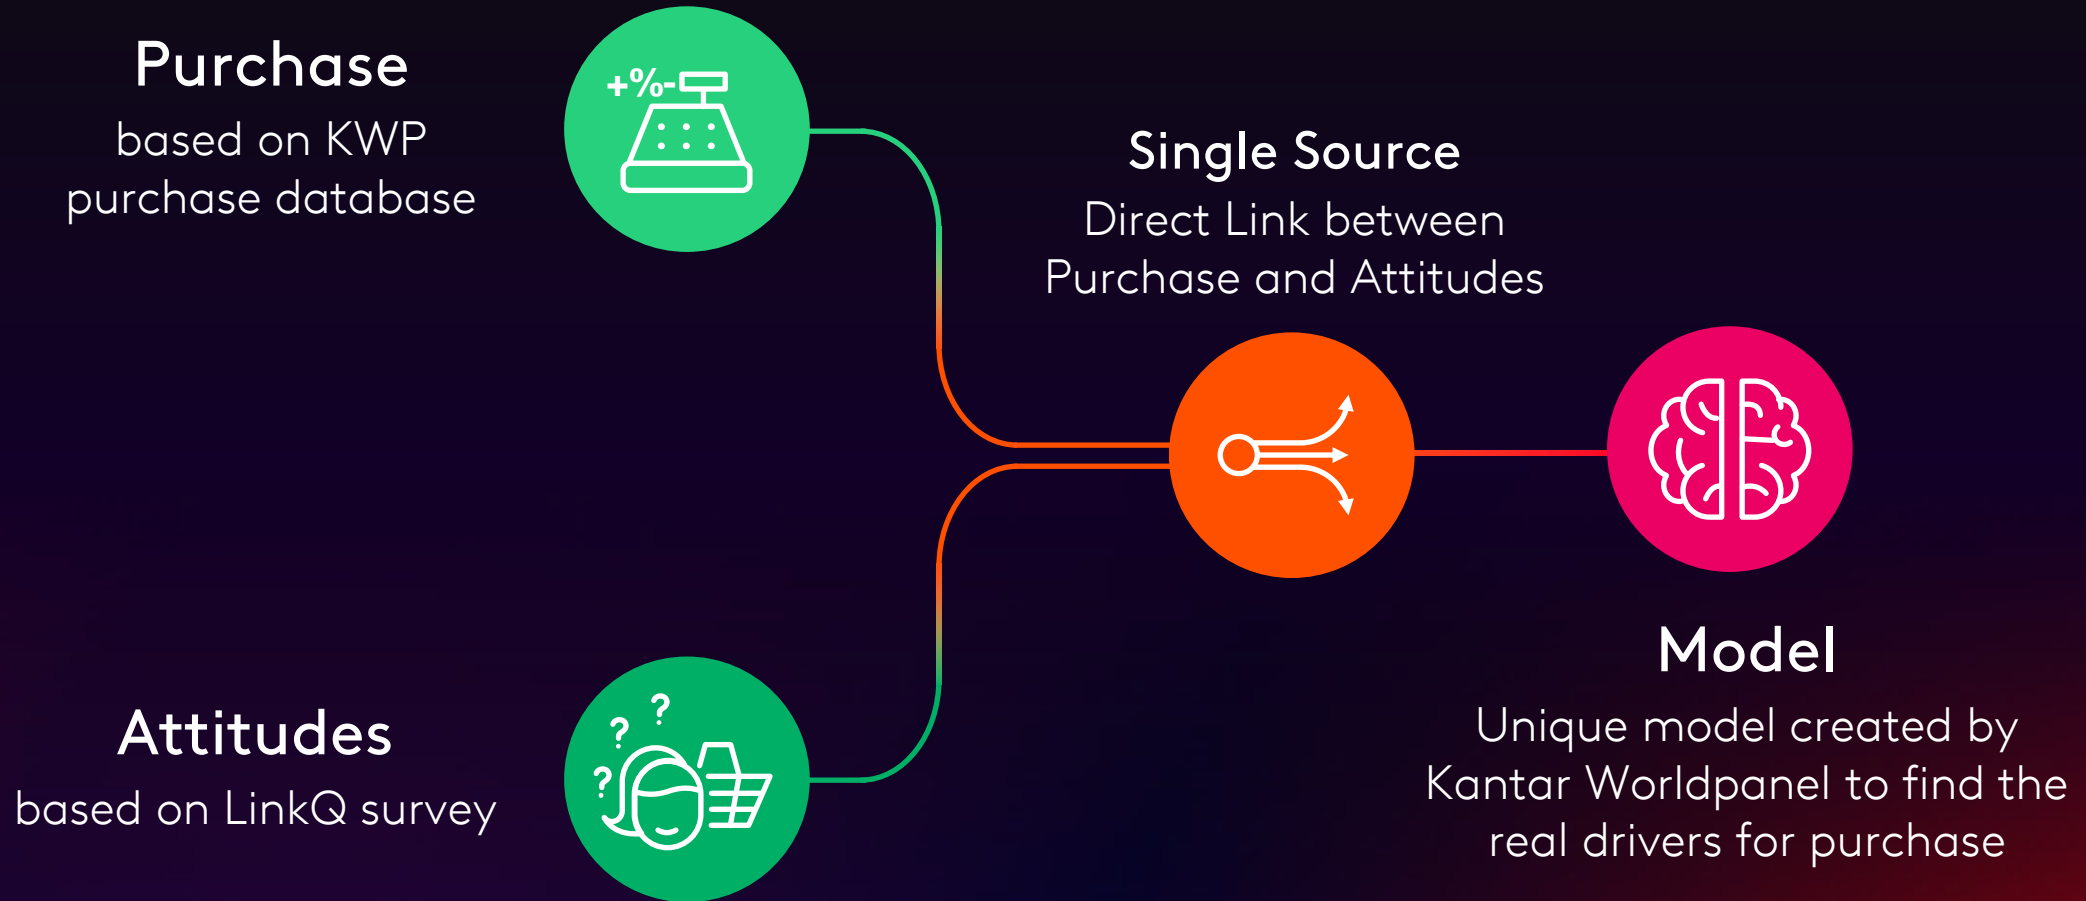 Purchase
based on KWP
purchase database
+%-
Single Source
Direct Link between
Purchase and Attitudes
Attitudes
based on LinkQ survey
? ? ?
Model
Unique model created by
Kantar Worldpanel to find the
real drivers for purchase